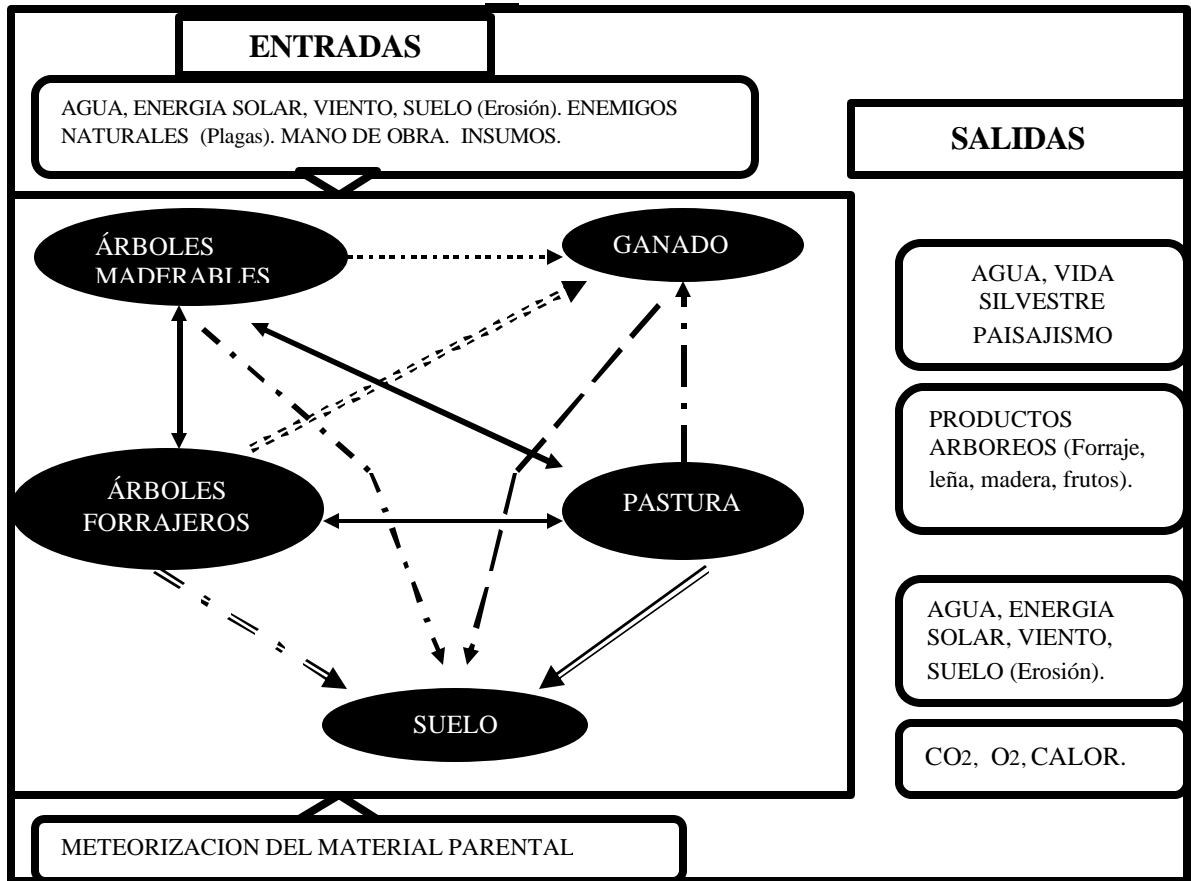 ENTRADAS
AGUA, ENERGIA SOLAR, VIENTO, SUELO (Erosión). ENEMIGOS
NATURALES (Plagas). MANO DE OBRA. INSUMOS.
SALIDAS
ÁRBOLES
MADERABLES
GANADO
AGUA, VIDA
SILVESTRE
PAISAJISMO
PRODUCTOS
ARBOREOS (Forraje,
leña, madera, frutos).
ÁRBOLES
FORRAJEROS
PASTURA
AGUA, ENERGIA
SOLAR, VIENTO,
SUELO (Erosión).
SUELO
CO2, O2, CALOR.
METEORIZACION DEL MATERIAL PARENTAL